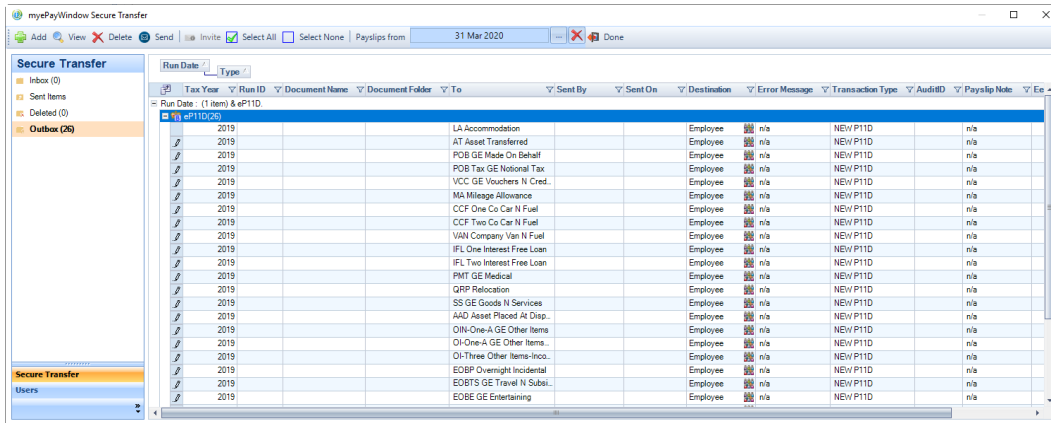 myePayWindow Secure Transfer
Add View Delete Send Invite Select All Select None Payslips from 31 Mar 2020 Done
Secure Transfer
Inbox (0)
Sent Items
Deleted (0)
Outbox (26)
Run Date
Type
Tax Year Run ID Document Name Document Folder To Sent By Sent On Destination Error Message Transaction Type AuditID Payslip Note Ee
Run Date : (1 item) & eP11D.
eP11D(26)
2019 LA Accommodation Employee n/a NEW P11D n/a
2019 AT Asset Transferred Employee n/a NEW P11D n/a
2019 POB GE Made On Behalf Employee n/a NEW P11D n/a
2019 POB Tax GE Notional Tax Employee n/a NEW P11D n/a
2019 VCC GE Vouchers N Cred... Employee n/a NEW P11D n/a
2019 MA Mileage Allowance Employee n/a NEW P11D n/a
2019 CCF One Co Car N Fuel Employee n/a NEW P11D n/a
2019 CCF Two Co Car N Fuel Employee n/a NEW P11D n/a
2019 VAN Company Van N Fuel Employee n/a NEW P11D n/a
2019 IFL One Interest Free Loan Employee n/a NEW P11D n/a
2019 IFL Two Interest Free Loan Employee n/a NEW P11D n/a
2019 PMT GE Medical Employee n/a NEW P11D n/a
2019 QRP Relocation Employee n/a NEW P11D n/a
2019 SS GE Goods N Services Employee n/a NEW P11D n/a
2019 AAD Asset Placed At Disp... Employee n/a NEW P11D n/a
2019 OIN-One-A GE Other Items Employee n/a NEW P11D n/a
2019 OI-One-A GE Other Items... Employee n/a NEW P11D n/a
2019 OI-Three Other Items-Inco... Employee n/a NEW P11D n/a
2019 EOBP Overnight Incidental Employee n/a NEW P11D n/a
2019 EOBTS GE Travel N Subsi... Employee n/a NEW P11D n/a
2019 EOBE GE Entertaining Employee n/a NEW P11D n/a
Secure Transfer
Users